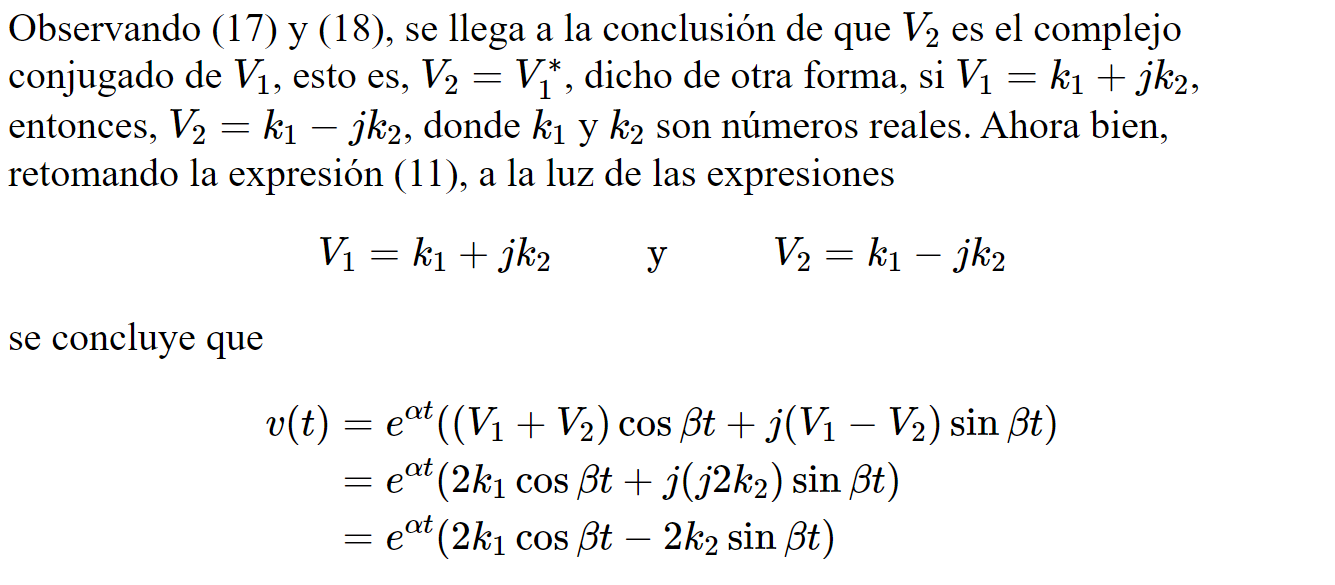 Observando (17) y (18), se llega a la conclusión de que V₂ es el complejo
conjugado de V₁, esto es, V₂ = V₁*, dicho de otra forma, si V₁ = k₁ + jk₂,
entonces, V₂ = k₁ − jk₂, donde k₁ y k₂ son números reales. Ahora bien,
retomando la expresión (11), a la luz de las expresiones
V₁ = k₁ + jk₂ y V₂ = k₁ − jk₂
se concluye que
v(t) = e^{αt}((V₁ + V₂) cos βt + j(V₁ − V₂) sin βt)
= e^{αt}(2k₁ cos βt + j(j2k₂) sin βt)
= e^{αt}(2k₁ cos βt − 2k₂ sin βt)